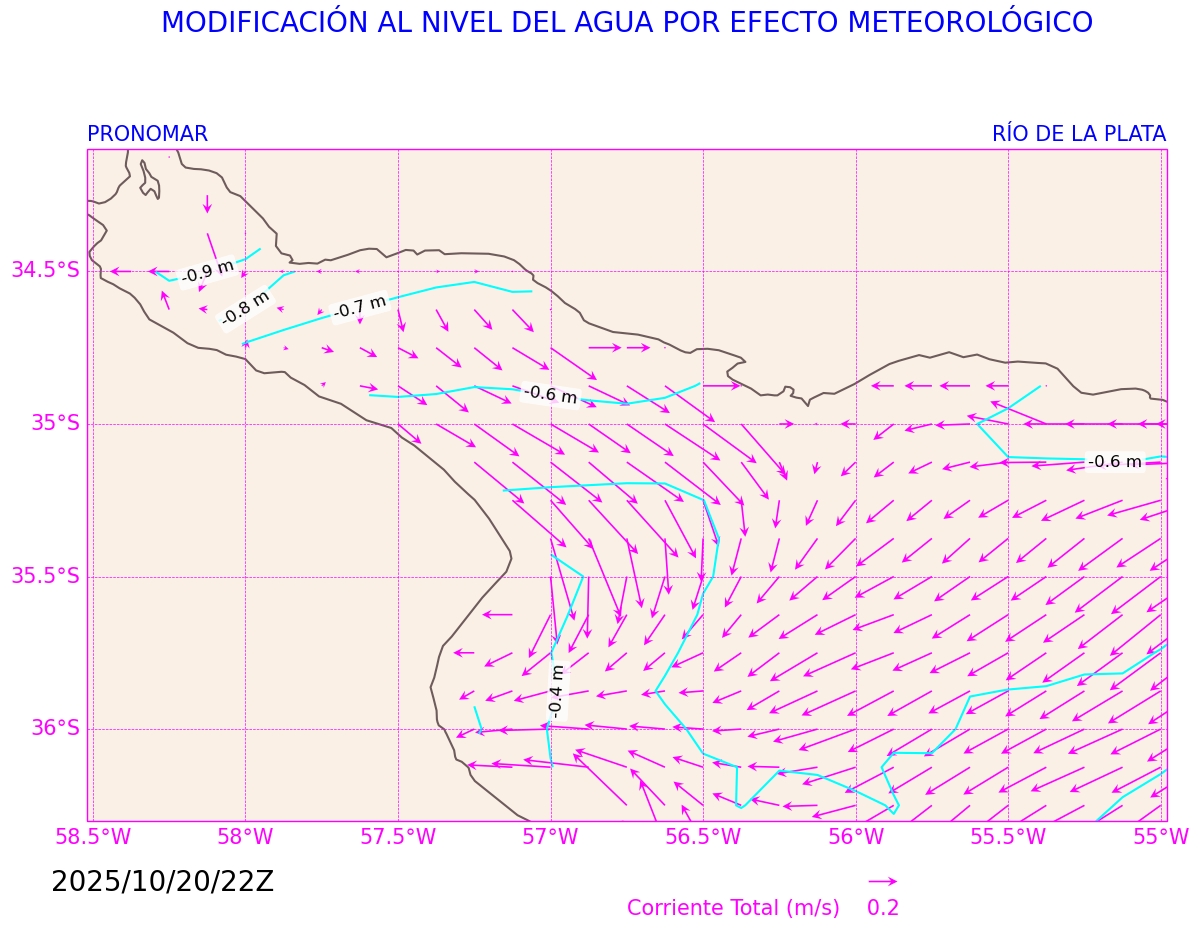 MODIFICACIÓN AL NIVEL DEL AGUA POR EFECTO METEOROLÓGICO
PRONOMAR
RÍO DE LA PLATA
-0.9 m
34.5°S
-0.8 m
-0.7 m
-0.6 m
35°S
-0.6 m
35.5°S
-0.4 m
36°S
58.5°W 58°W 57.5°W 57°W 56.5°W 56°W 55.5°W 55°W
2025/10/20/22Z
Corriente Total (m/s) 0.2